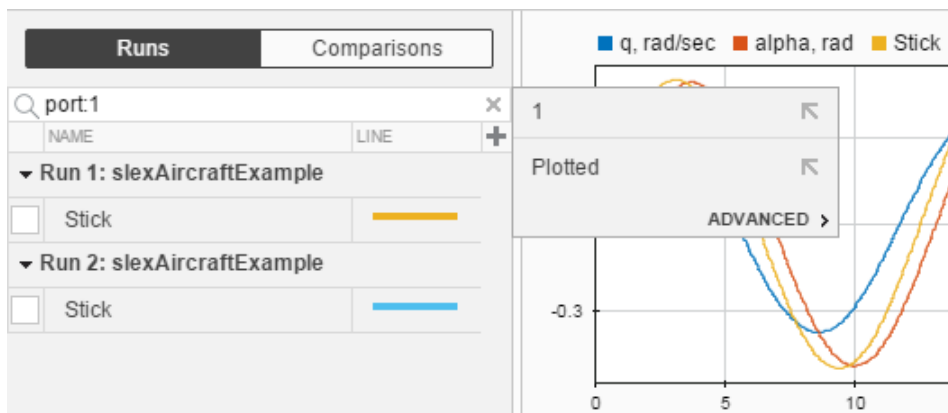 Runs Comparisons
port:1
NAME LINE
Run 1: slexAircraftExample
Stick
Run 2: slexAircraftExample
Stick
1
Plotted
ADVANCED
q, rad/sec alpha, rad Stick
-0.3
0 5 10